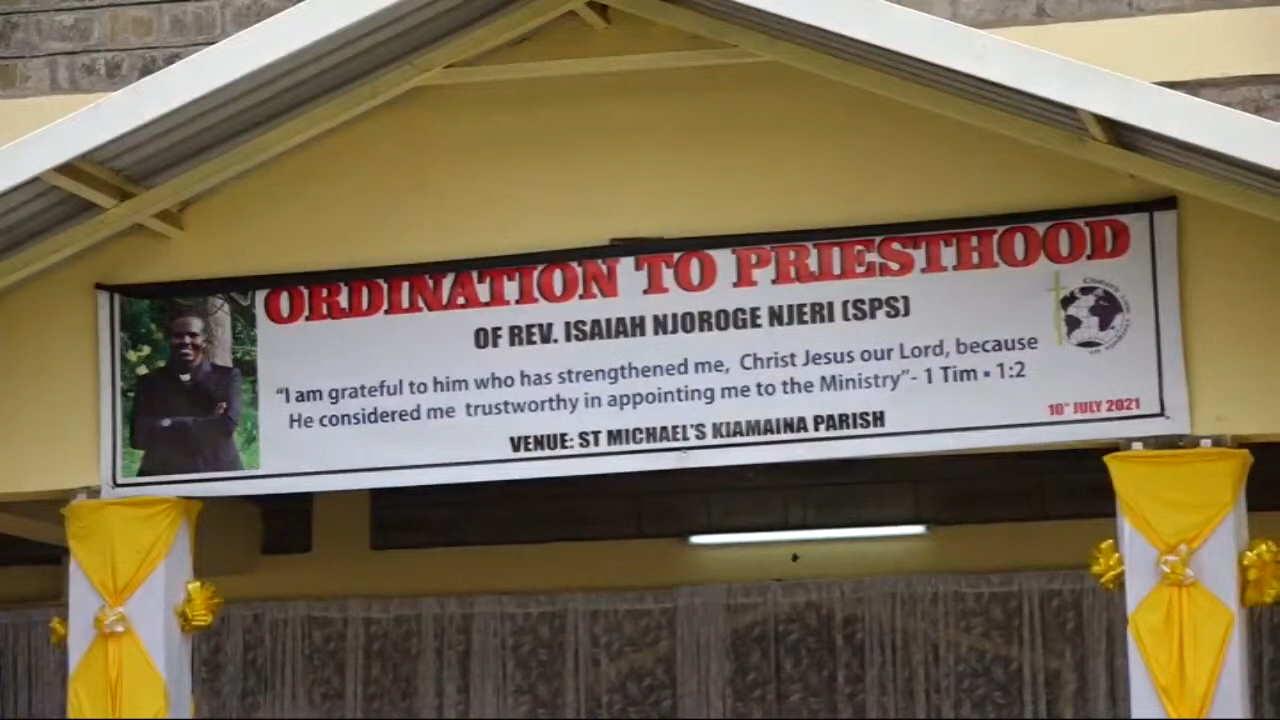 ORDINATION TO PRIESTHOOD
OF REV. ISAIAH NJOROGE NJERI (SPS)
“I am grateful to him who has strengthened me, Christ Jesus our Lord, because
He considered me trustworthy in appointing me to the Ministry”- 1 Tim ▪ 1:2
VENUE: ST MICHAEL'S KIAMAINA PARISH
10th JULY 2021